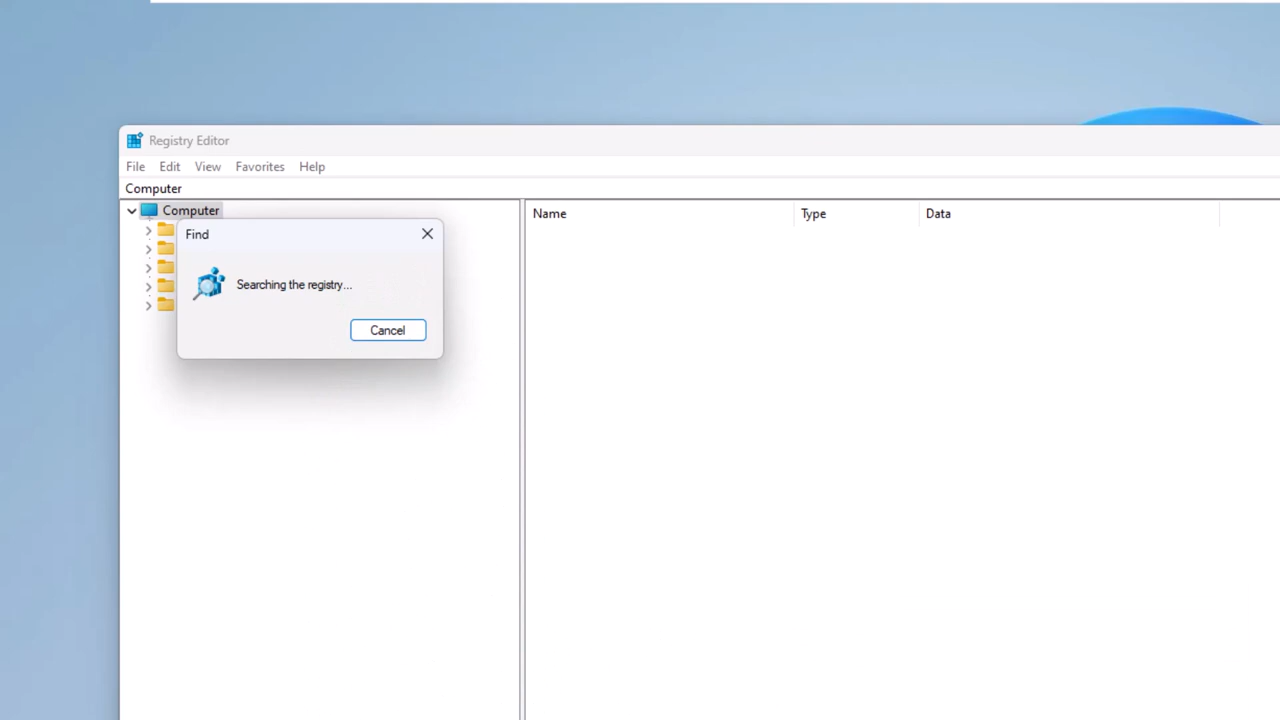 Registry Editor
File Edit View Favorites Help
Computer
Computer
Name Type Data
Find
Searching the registry...
Cancel